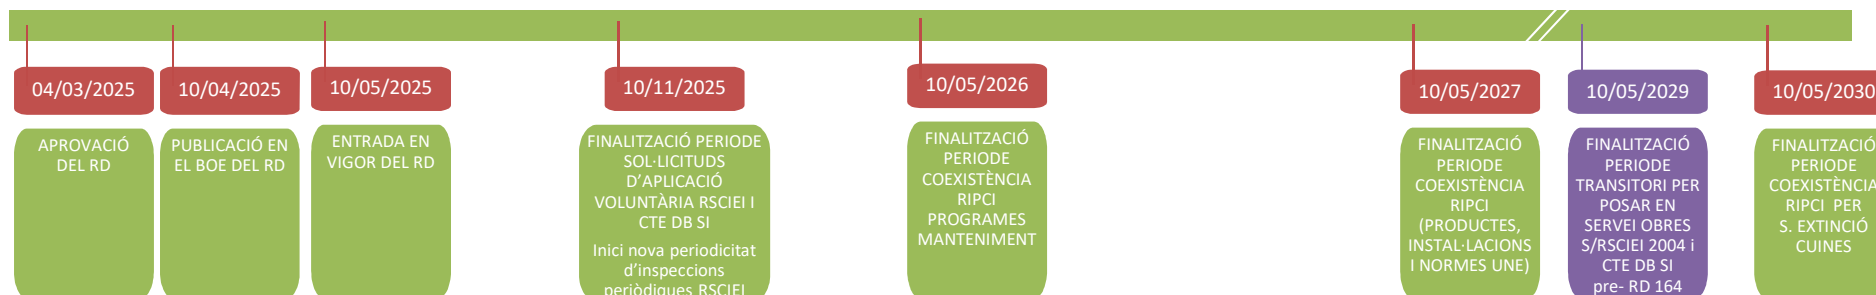 04/03/2025
APROVACIÓ
DEL RD
10/04/2025
PUBLICACIÓ EN
EL BOE DEL RD
10/05/2025
ENTRADA EN
VIGOR DEL RD
10/11/2025
FINALITZACIÓ PERIODE
SOL·LICITUDS
D’APLICACIÓ
VOLUNTÀRIA RSCIEI I
CTE DB SI
Inici nova periodicitat
d’inspeccions
periòdiques RSCIEI
10/05/2026
FINALITZACIÓ
PERIODE
COEXISTÈNCIA
RIPCI
PROGRAMES
MANTENIMENT
10/05/2027
FINALITZACIÓ
PERIODE
COEXISTÈNCIA
RIPCI
(PRODUCTES,
INSTAL·LACIONS
I NORMES UNE)
10/05/2029
FINALITZACIÓ
PERIODE
TRANSITORI PER
POSAR EN
SERVEI OBRES
S/RSCIEI 2004 i
CTE DB SI
pre- RD 164
10/05/2030
FINALITZACIÓ
PERIODE
COEXISTÈNCIA
RIPCI PER
S. EXTINCIÓ
CUINES